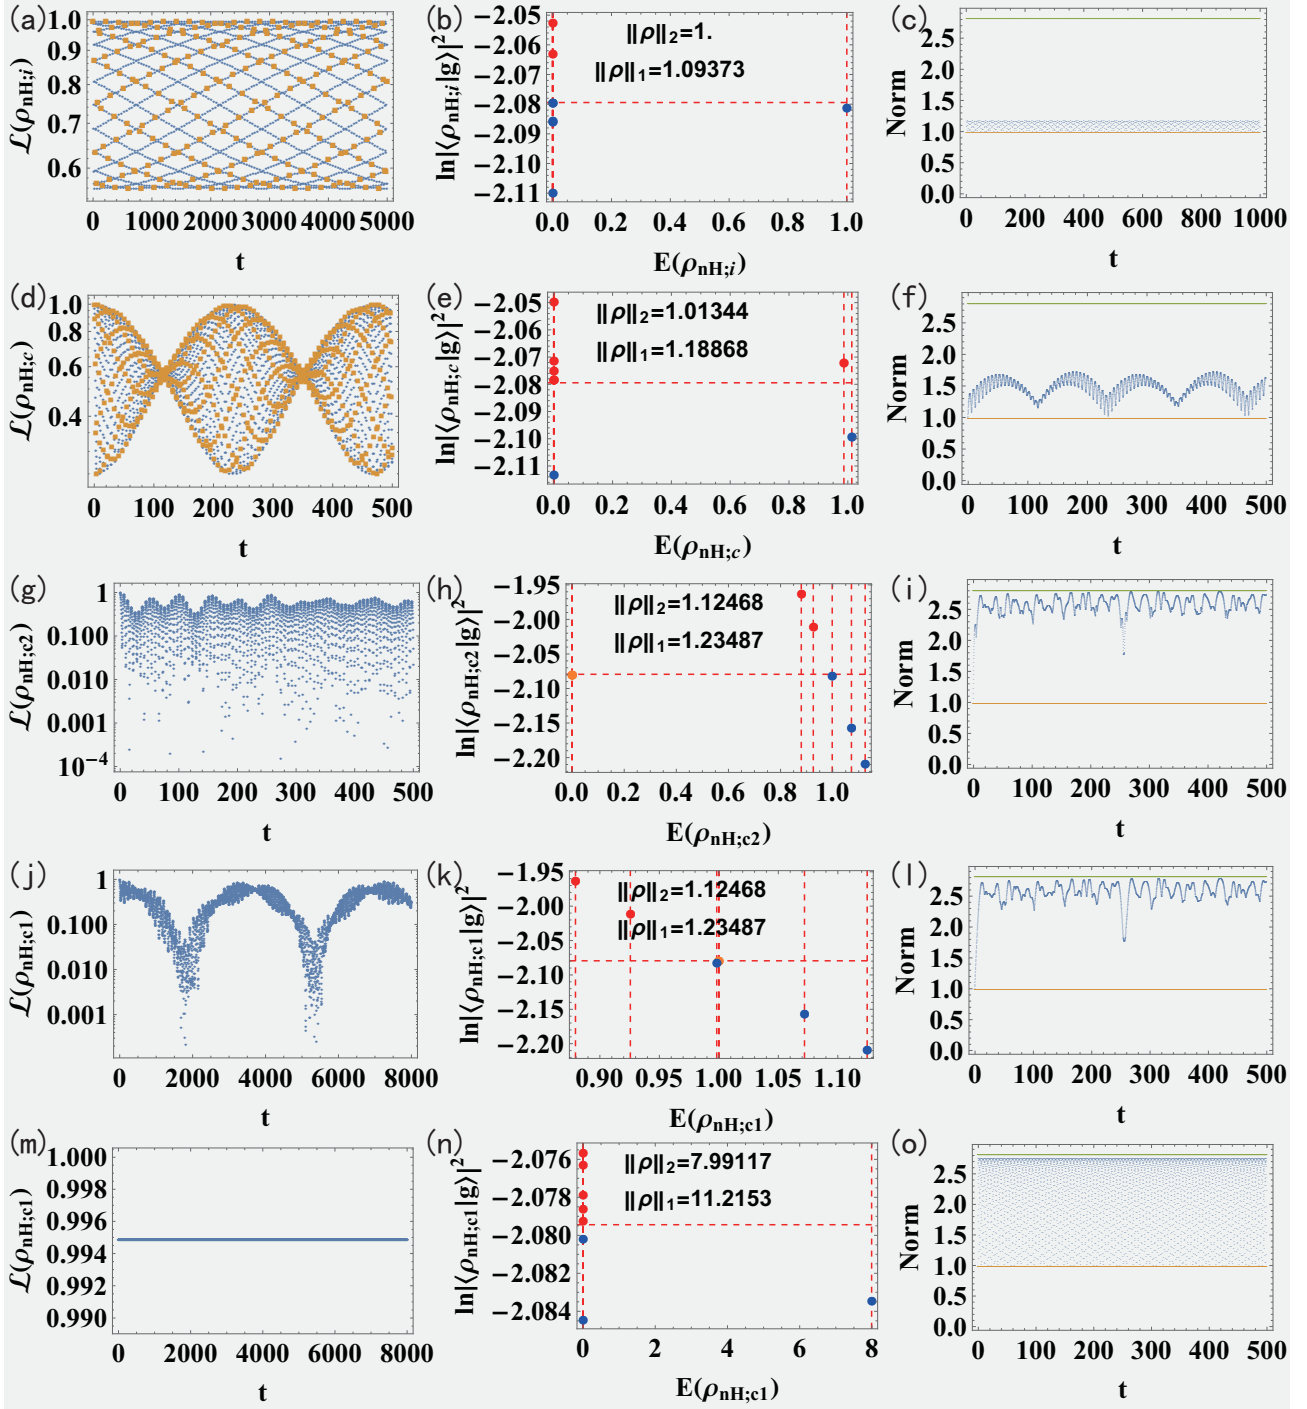 (a)
1.0
0.9
0.8
0.7
0.6
ℒ(ρnH;i)
0 1000 2000 3000 4000 5000
t
(b)
−2.05
−2.06
−2.07
−2.08
−2.09
−2.10
−2.11
ln|⟨ρnH;i|g⟩|²
‖ρ‖₂=1.
‖ρ‖₁=1.09373
0.0 0.2 0.4 0.6 0.8 1.0
E(ρnH;i)
(c)
2.5
2.0
1.5
1.0
0.5
0.0
Norm
0 200 400 600 800 1000
t
(d)
1.0
0.8
0.6
0.4
ℒ(ρnH;c)
0 100 200 300 400 500
t
(e)
−2.05
−2.06
−2.07
−2.08
−2.09
−2.10
−2.11
ln|⟨ρnH;c|g⟩|²
‖ρ‖₂=1.01344
‖ρ‖₁=1.18868
0.0 0.2 0.4 0.6 0.8 1.0
E(ρnH;c)
(f)
2.5
2.0
1.5
1.0
0.5
0.0
Norm
0 100 200 300 400 500
t
(g)
1
0.100
0.010
0.001
10⁻⁴
ℒ(ρnH;c2)
0 100 200 300 400 500
t
(h)
−1.95
−2.00
−2.05
−2.10
−2.15
−2.20
ln|⟨ρnH;c2|g⟩|²
‖ρ‖₂=1.12468
‖ρ‖₁=1.23487
0.0 0.2 0.4 0.6 0.8 1.0
E(ρnH;c2)
(i)
2.5
2.0
1.5
1.0
0.5
0.0
Norm
0 100 200 300 400 500
t
(j)
1
0.100
0.010
0.001
ℒ(ρnH;c1)
0 2000 4000 6000 8000
t
(k)
−1.95
−2.00
−2.05
−2.10
−2.15
−2.20
ln|⟨ρnH;c1|g⟩|²
‖ρ‖₂=1.12468
‖ρ‖₁=1.23487
0.90 0.95 1.00 1.05 1.10
E(ρnH;c1)
(l)
2.5
2.0
1.5
1.0
0.5
0.0
Norm
0 100 200 300 400 500
t
(m)
1.000
0.998
0.996
0.994
0.992
0.990
ℒ(ρnH;c1)
0 2000 4000 6000 8000
t
(n)
−2.076
−2.078
−2.080
−2.082
−2.084
ln|⟨ρnH;c1|g⟩|²
‖ρ‖₂=7.99117
‖ρ‖₁=11.2153
0 2 4 6 8
E(ρnH;c1)
(o)
2.5
2.0
1.5
1.0
0.5
0.0
Norm
0 100 200 300 400 500
t